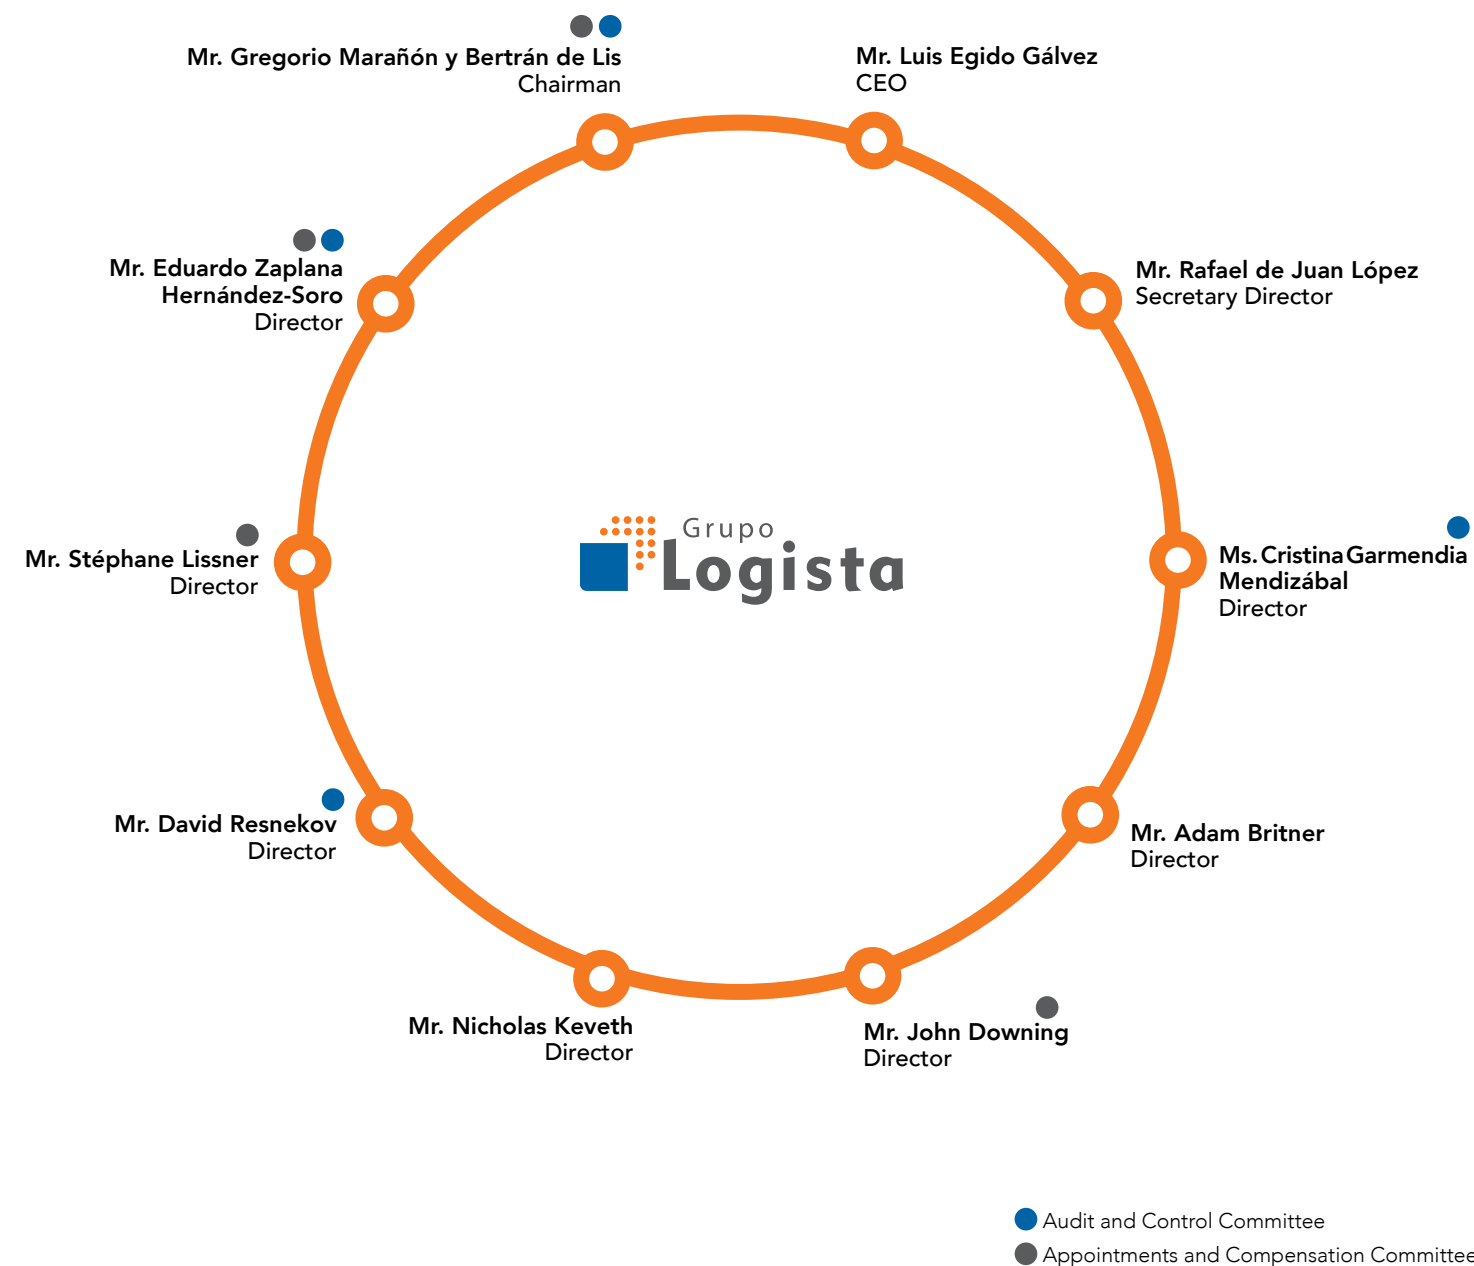 Mr. Gregorio Marañón y Bertrán de Lis
Chairman
Mr. Luis Egido Gálvez
CEO
Mr. Eduardo Zaplana
Hernández-Soro
Director
Mr. Rafael de Juan López
Secretary Director
Mr. Stéphane Lissner
Director
Grupo
Logista
Ms. Cristina Garmendia
Mendizábal
Director
Mr. David Resnekov
Director
Mr. Adam Britner
Director
Mr. Nicholas Keveth
Director
Mr. John Downing
Director
Audit and Control Committee
Appointments and Compensation Committee